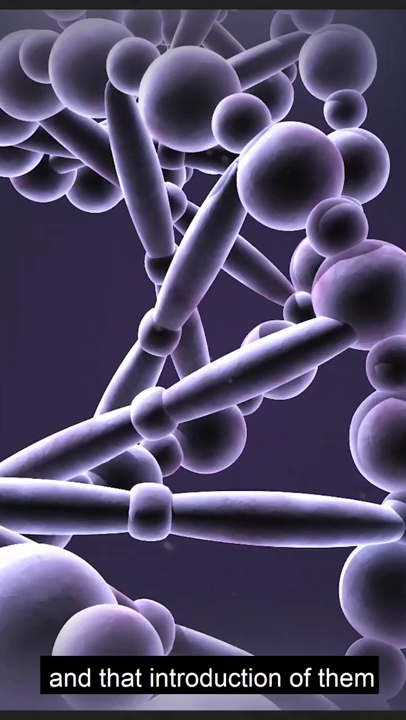 and that introduction of them